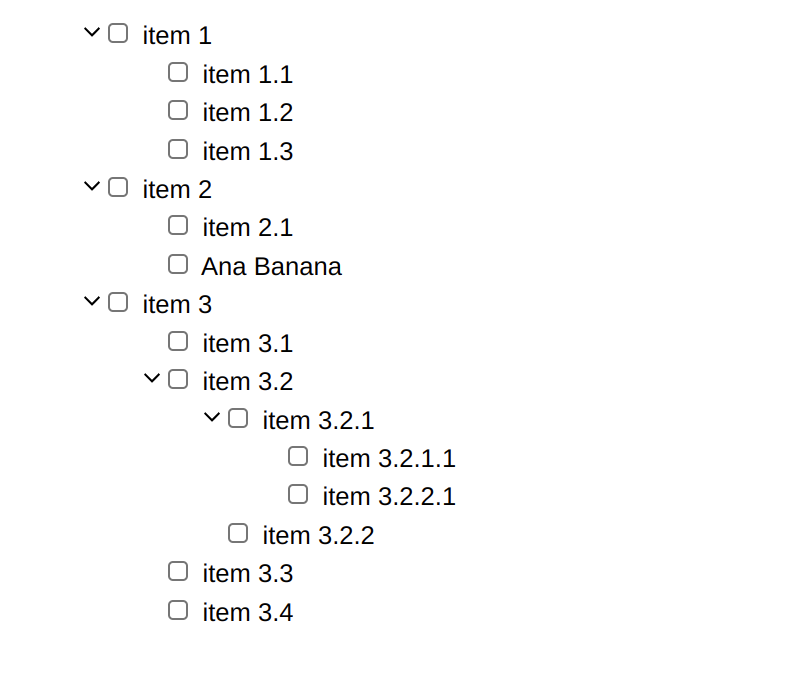 item 1
item 1.1
item 1.2
item 1.3
item 2
item 2.1
Ana Banana
item 3
item 3.1
item 3.2
item 3.2.1
item 3.2.1.1
item 3.2.2.1
item 3.2.2
item 3.3
item 3.4